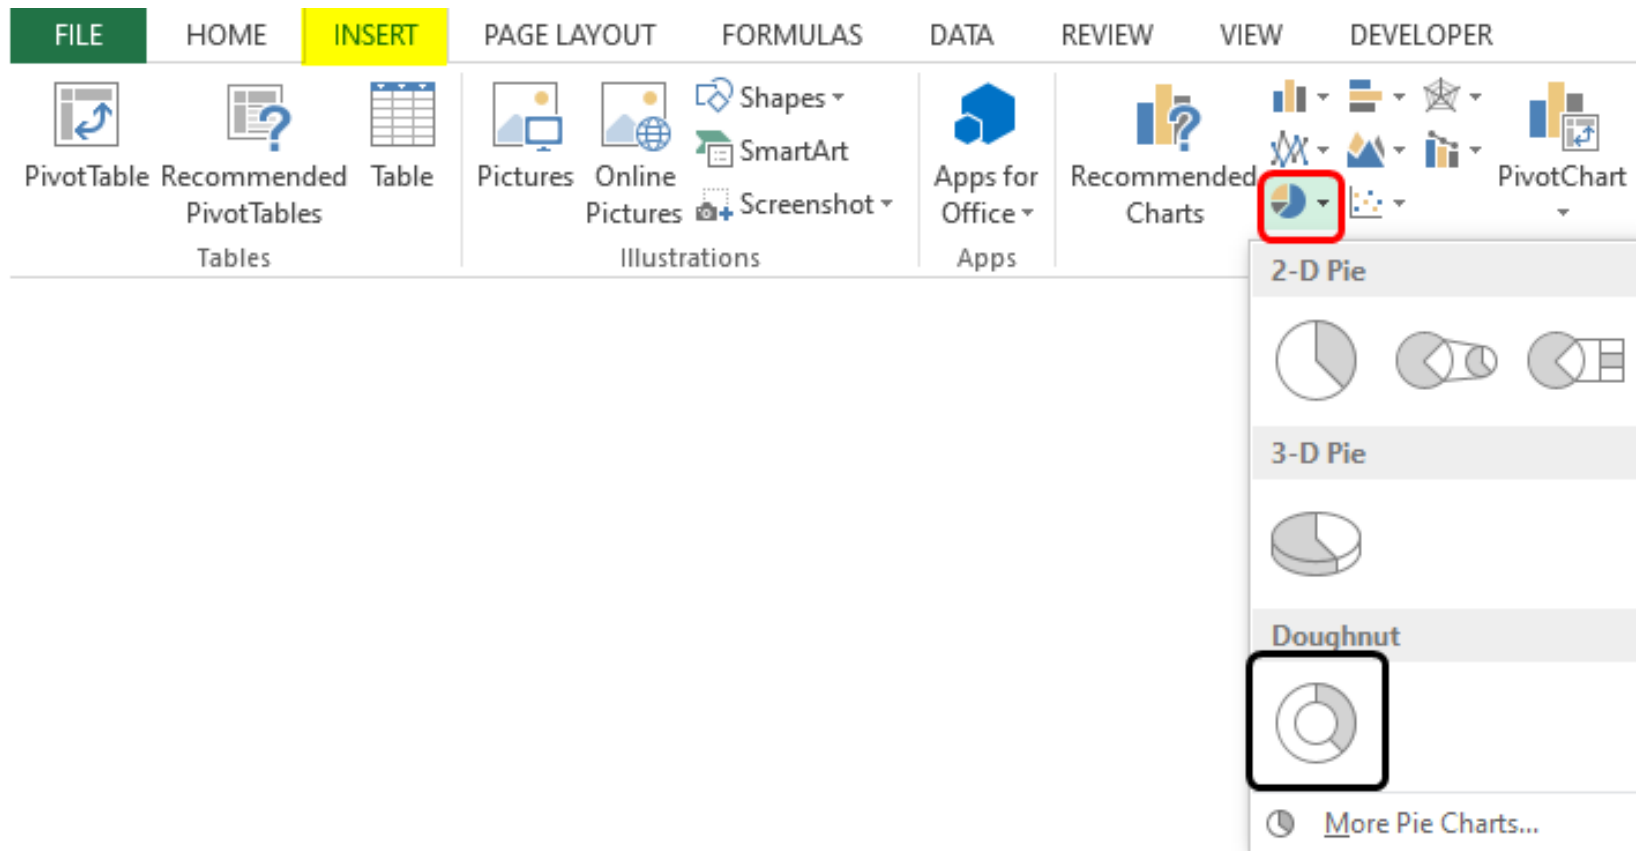 FILE HOME INSERT PAGE LAYOUT FORMULAS DATA REVIEW VIEW DEVELOPER
PivotTable
Recommended
PivotTables
Table
Tables
Pictures
Online
Pictures
Shapes
SmartArt
Screenshot
Illustrations
Apps for
Office
Apps
Recommended
Charts
PivotChart
2-D Pie
3-D Pie
Doughnut
More Pie Charts...